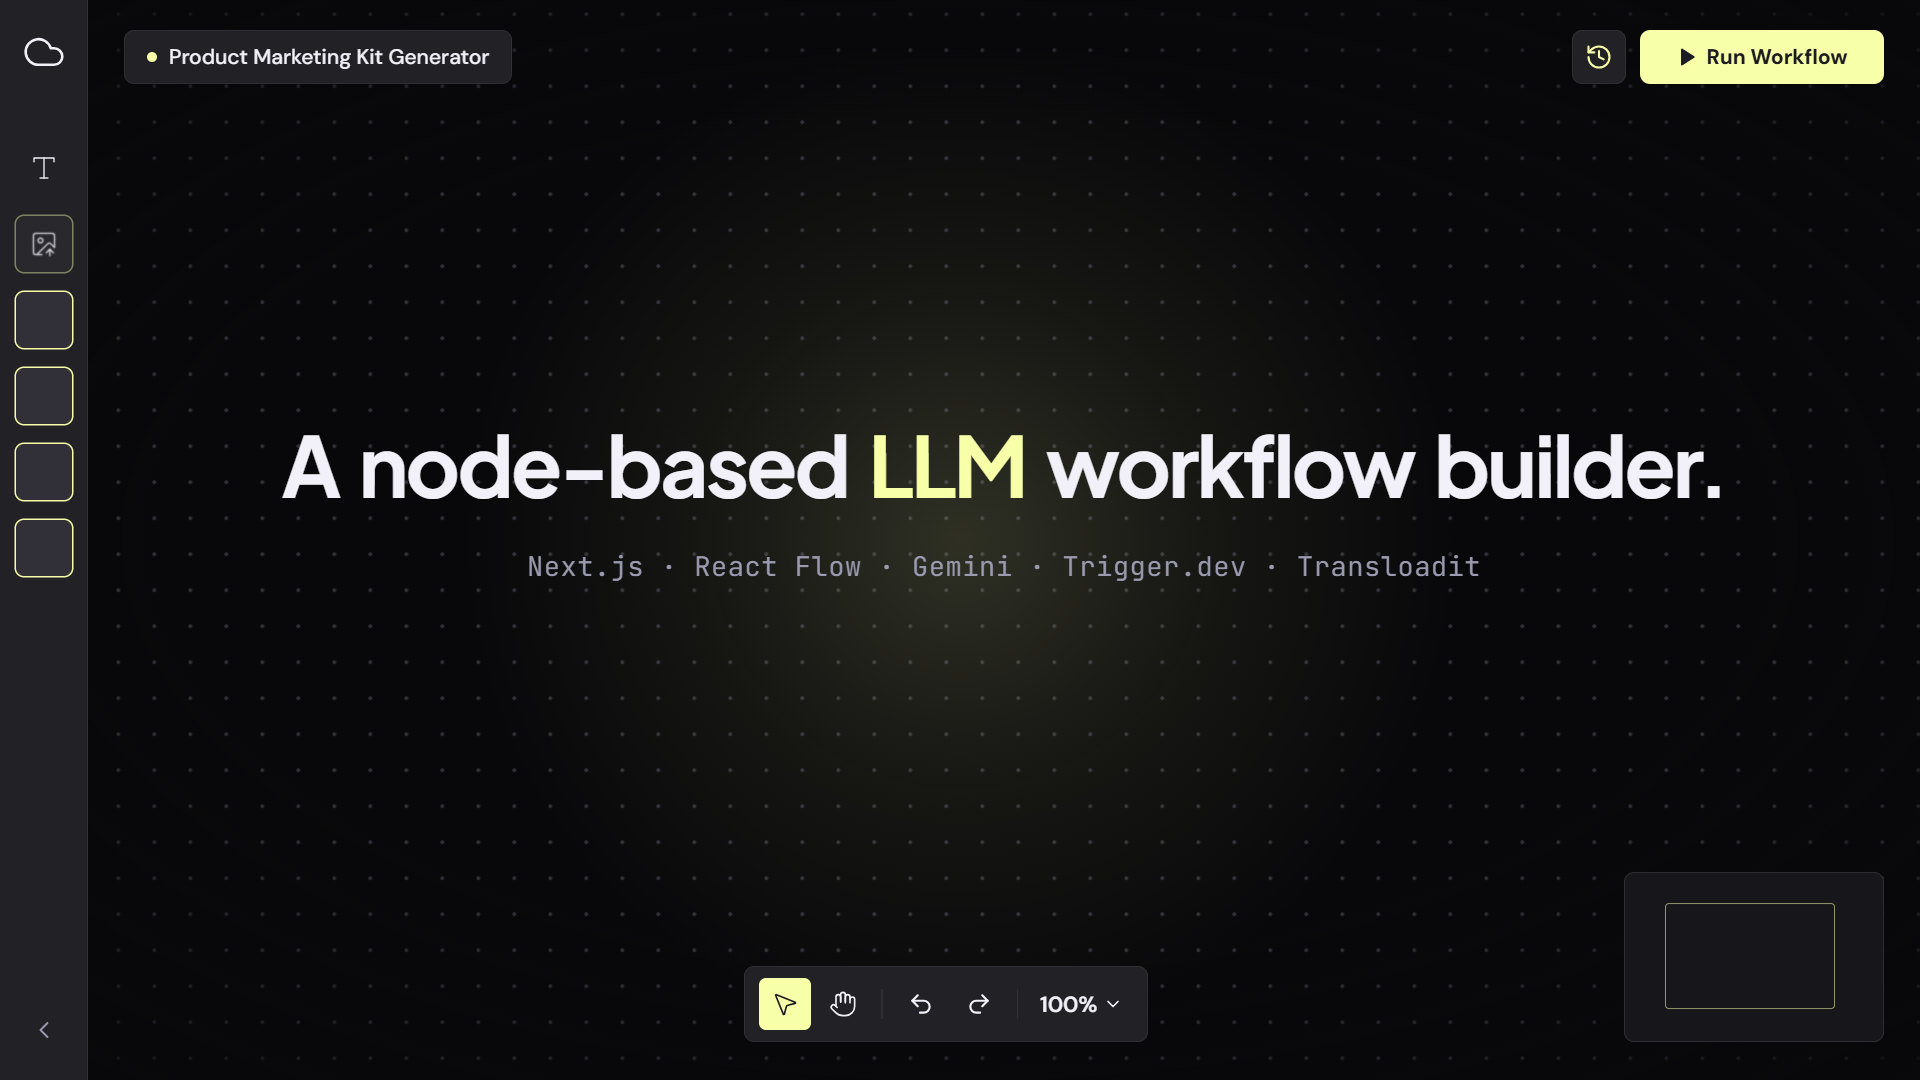 Product Marketing Kit Generator
Run Workflow
A node-based LLM workflow builder.
Next.js · React Flow · Gemini · Trigger.dev · Transloadit
100%